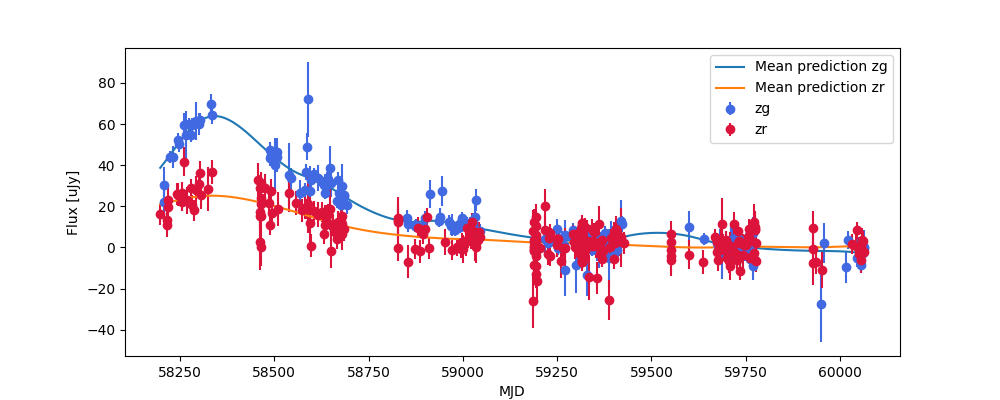 Mean prediction zg
Mean prediction zr
zg
zr
80
60
40
20
0
−20
−40
Flux [uJy]
58250
58500
58750
59000
59250
59500
59750
60000
MJD